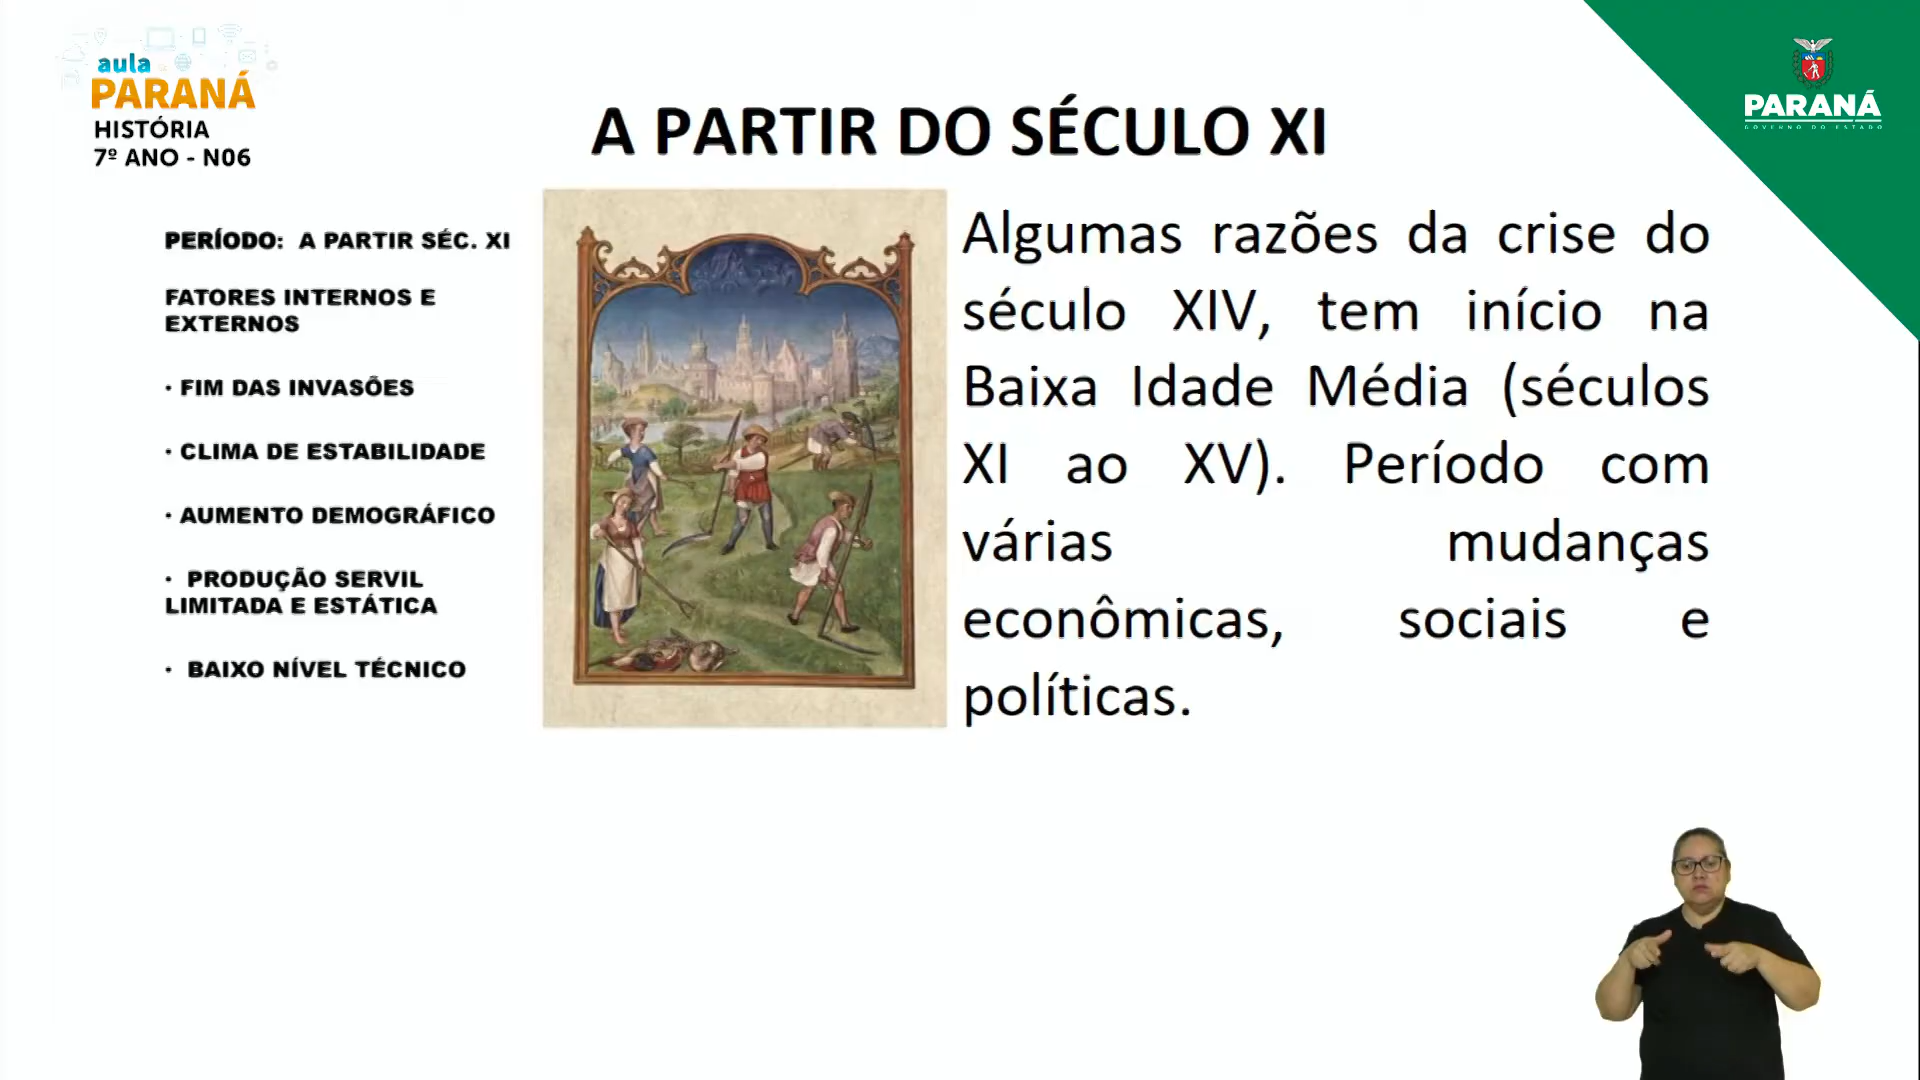 aula
PARANÁ
HISTÓRIA
7º ANO - N06
A PARTIR DO SÉCULO XI
PARANÁ
GOVERNO DO ESTADO
PERÍODO: A PARTIR SÉC. XI
FATORES INTERNOS E
EXTERNOS
• FIM DAS INVASÕES
• CLIMA DE ESTABILIDADE
• AUMENTO DEMOGRÁFICO
• PRODUÇÃO SERVIL
LIMITADA E ESTÁTICA
• BAIXO NÍVEL TÉCNICO
Algumas razões da crise do
século XIV, tem início na
Baixa Idade Média (séculos
XI ao XV). Período com
várias mudanças
econômicas, sociais e
políticas.